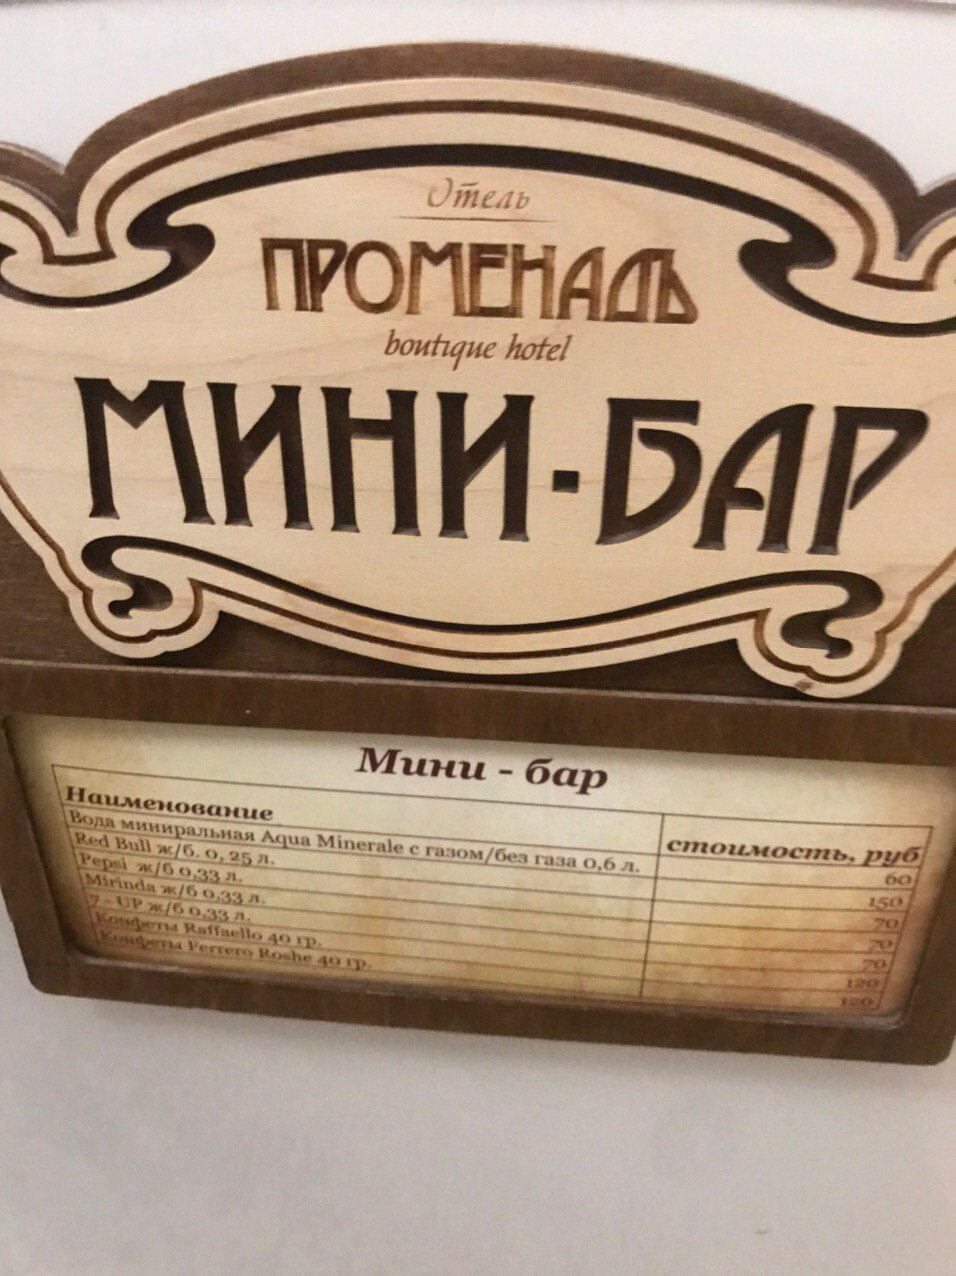 Отель
ПРОМЕНАДЪ
boutique hotel
МИНИ-БАР
Мини - бар
Наименование стоимость, руб
Вода миниральная Aqua Minerale с газом/без газа 0,6 л. 60
Red Bull ж/б. 0, 25 л. 150
Pepsi ж/б 0,33 л. 70
Mirinda ж/б 0,33 л. 70
7 - UP ж/б 0,33 л. 70
Конфеты Raffaello 40 гр. 120
Конфеты Ferrero Roshe 40 гр. 120